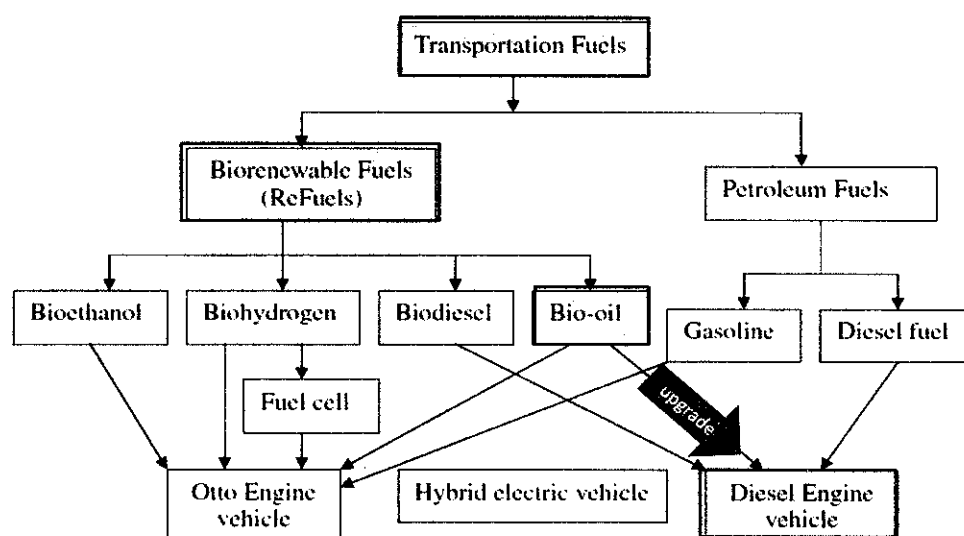 Transportation Fuels
Biorenewable Fuels
(ReFuels)
Petroleum Fuels
Bioethanol
Biohydrogen
Biodiesel
Bio-oil
Gasoline
Diesel fuel
Fuel cell
upgrade
Otto Engine
vehicle
Hybrid electric vehicle
Diesel Engine
vehicle